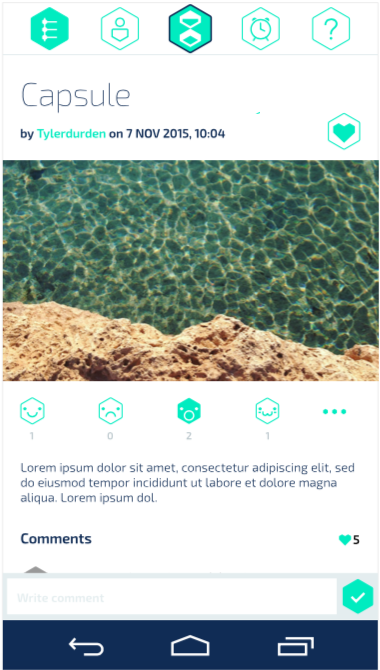 ?
Capsule
by Tylerdurden on 7 NOV 2015, 10:04
1 0 2 1
Lorem ipsum dolor sit amet, consectetur adipiscing elit, sed
do eiusmod tempor incididunt ut labore et dolore magna
aliqua. Lorem ipsum dol.
Comments 5
Write comment